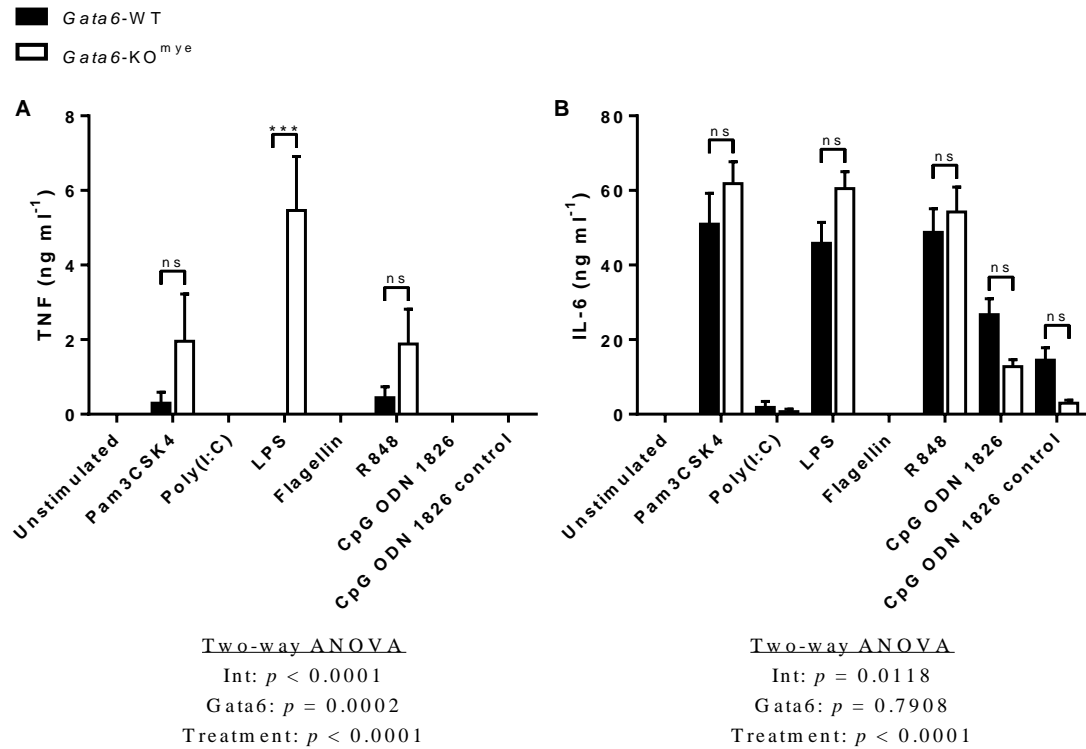 Gata6-WT
Gata6-KO^mye
A
TNF (ng ml^-1)
8
6
4
2
0
ns
***
ns
Unstimulated
Pam3CSK4
Poly(I:C)
LPS
Flagellin
R848
CpG ODN 1826
CpG ODN 1826 control
Two-way ANOVA
Int: p < 0.0001
Gata6: p = 0.0002
Treatment: p < 0.0001
B
IL-6 (ng ml^-1)
80
60
40
20
0
ns
ns
ns
ns
ns
Unstimulated
Pam3CSK4
Poly(I:C)
LPS
Flagellin
R848
CpG ODN 1826
CpG ODN 1826 control
Two-way ANOVA
Int: p = 0.0118
Gata6: p = 0.7908
Treatment: p < 0.0001